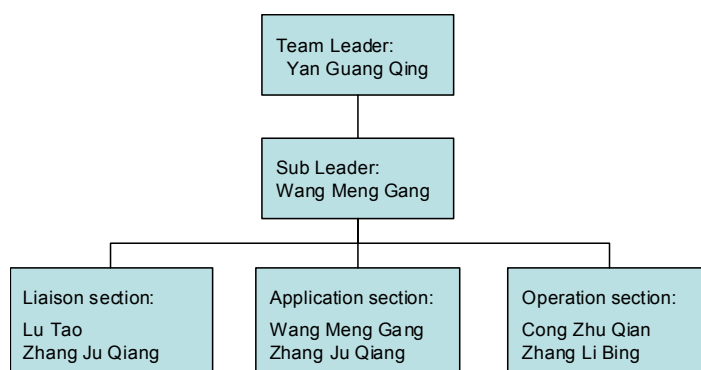 Team Leader:
Yan Guang Qing
Sub Leader:
Wang Meng Gang
Liaison section:
Lu Tao
Zhang Ju Qiang
Application section:
Wang Meng Gang
Zhang Ju Qiang
Operation section:
Cong Zhu Qian
Zhang Li Bing